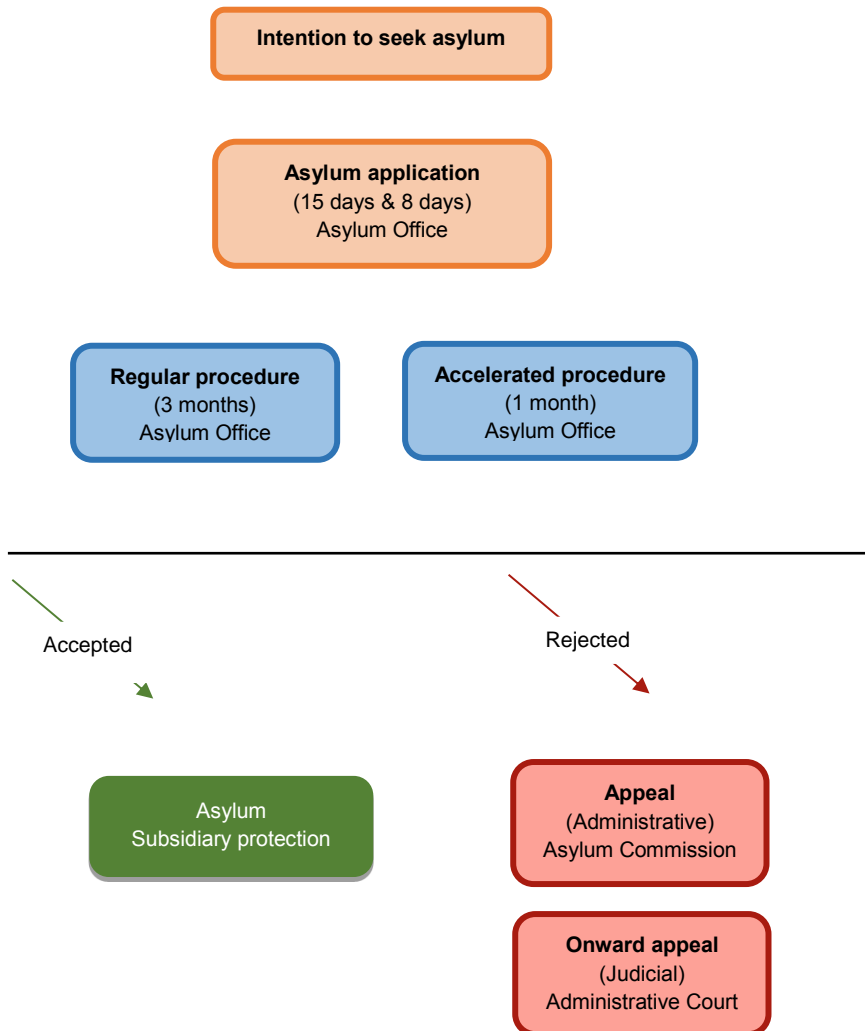 Intention to seek asylum
Asylum application
(15 days & 8 days)
Asylum Office
Regular procedure
(3 months)
Asylum Office
Accelerated procedure
(1 month)
Asylum Office
Accepted
Rejected
Asylum
Subsidiary protection
Appeal
(Administrative)
Asylum Commission
Onward appeal
(Judicial)
Administrative Court